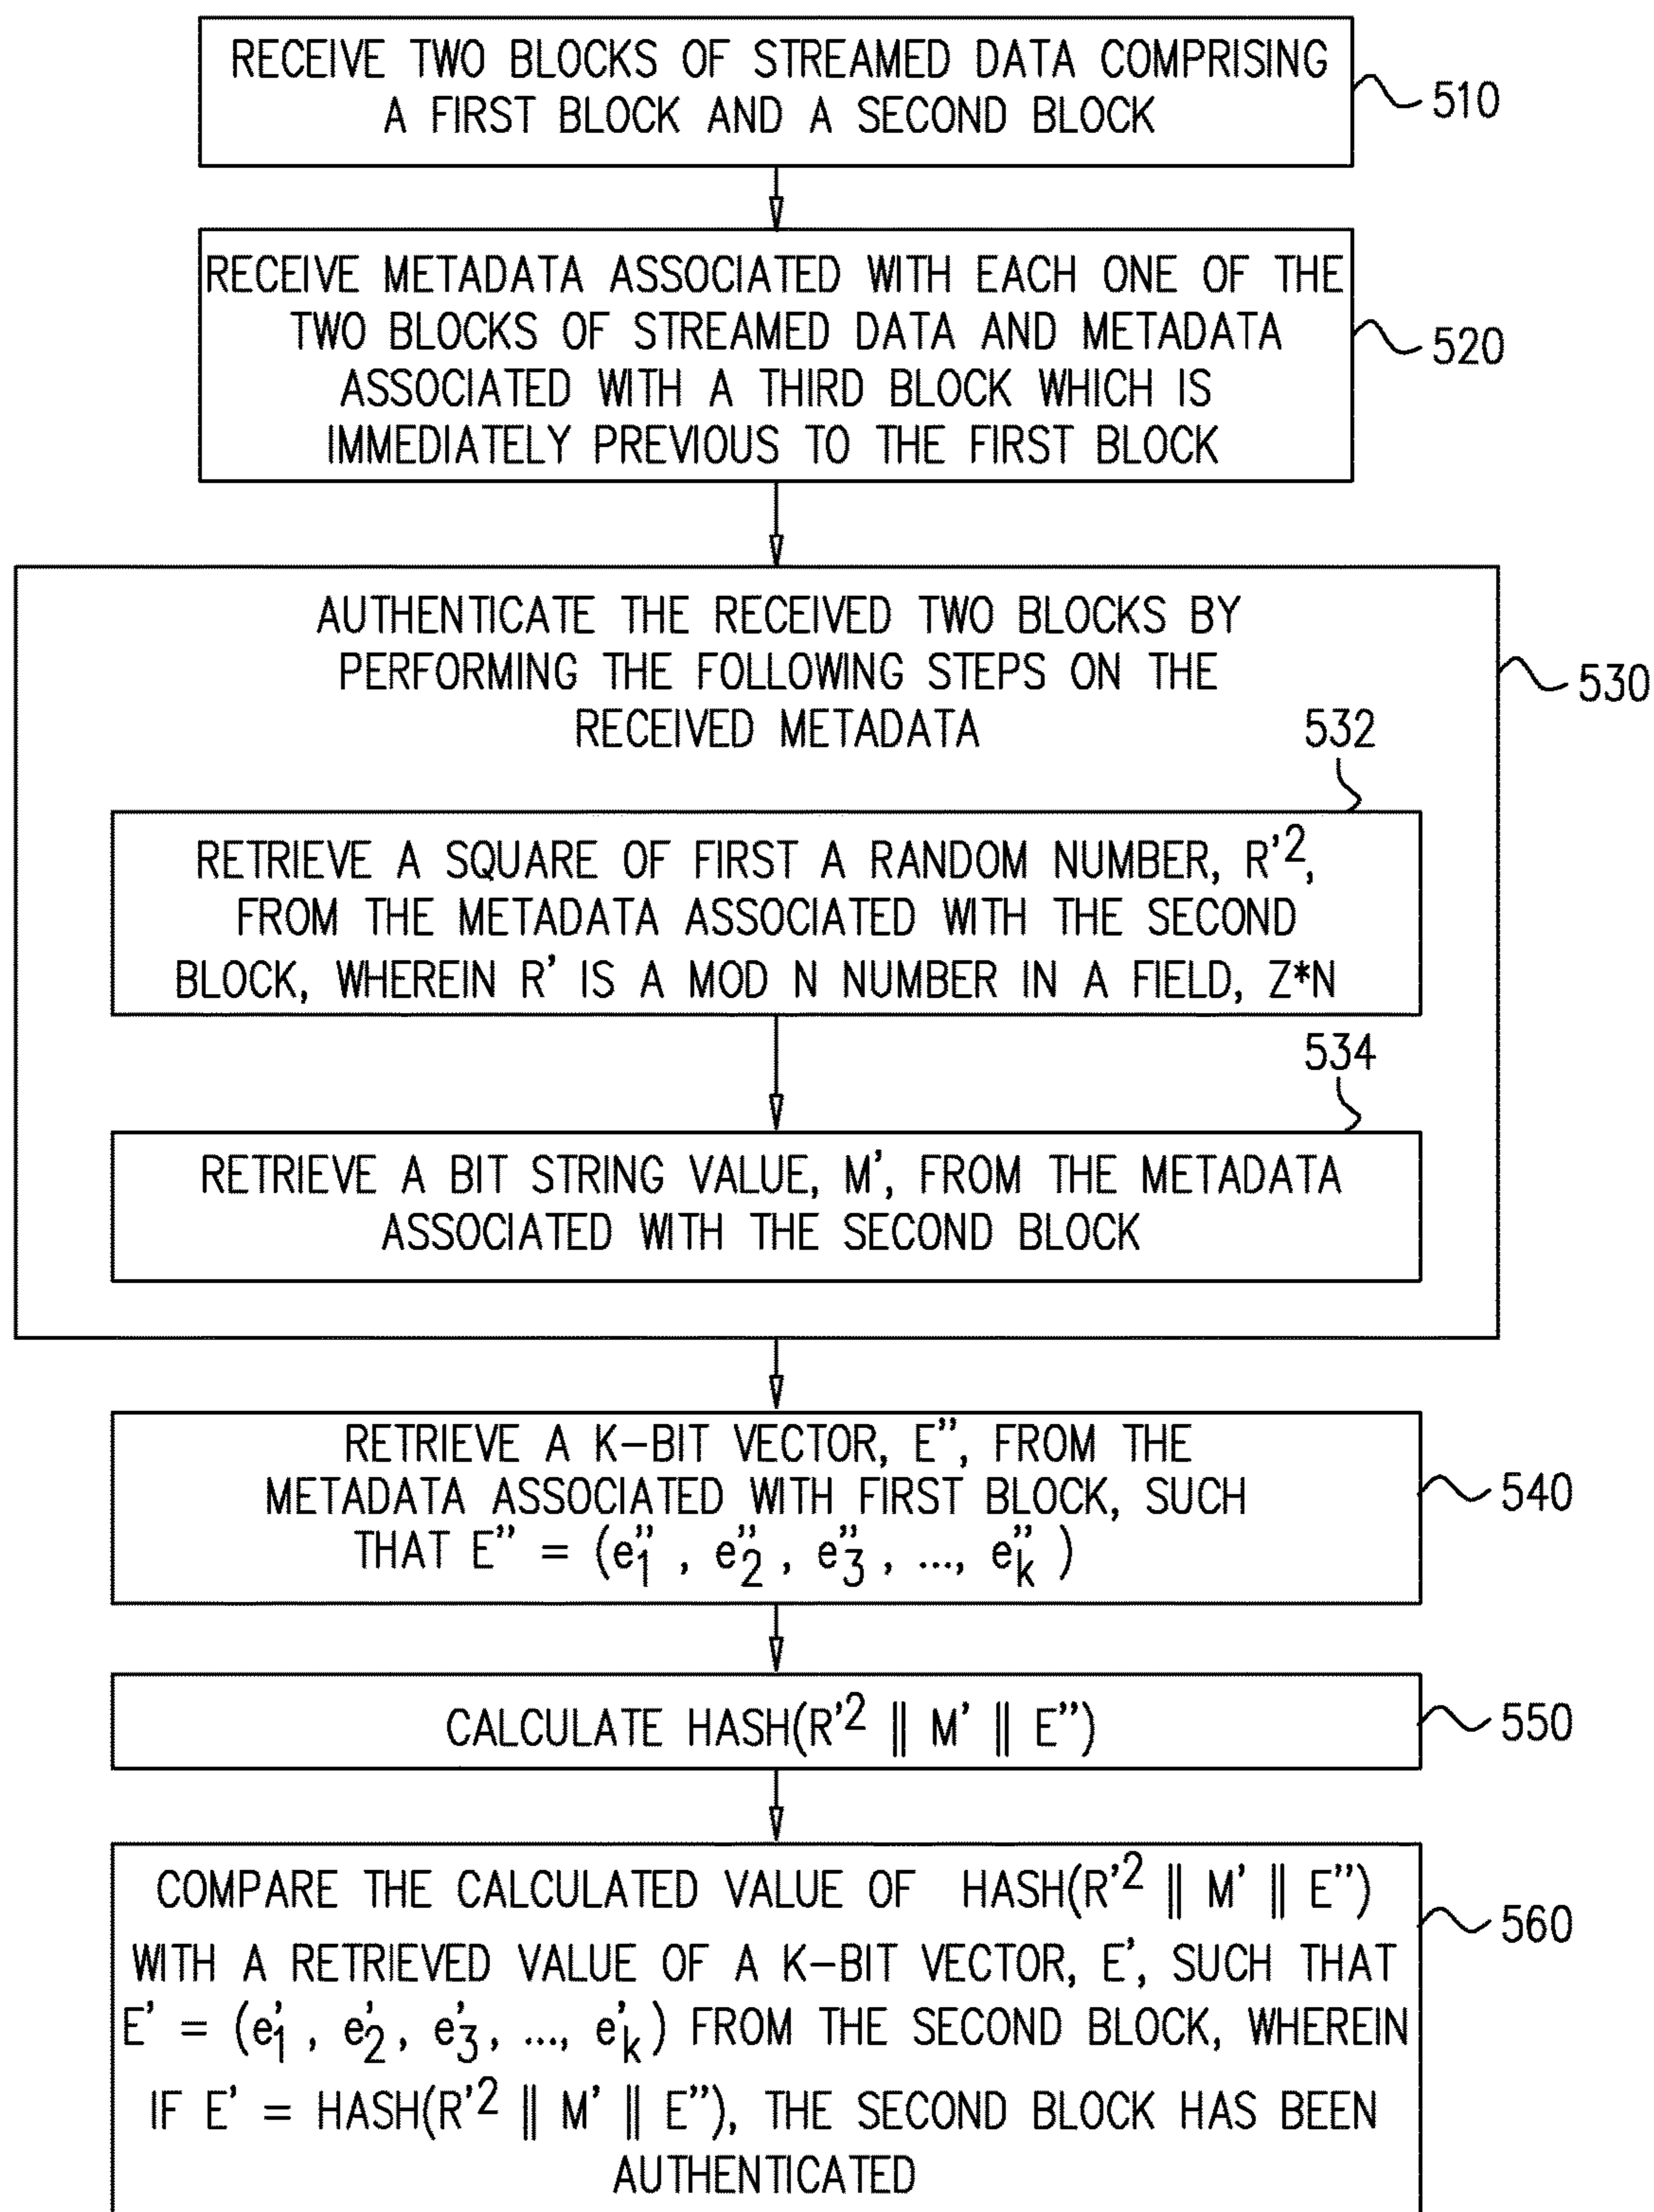 RECEIVE TWO BLOCKS OF STREAMED DATA COMPRISING
A FIRST BLOCK AND A SECOND BLOCK
510
RECEIVE METADATA ASSOCIATED WITH EACH ONE OF THE
TWO BLOCKS OF STREAMED DATA AND METADATA
ASSOCIATED WITH A THIRD BLOCK WHICH IS
IMMEDIATELY PREVIOUS TO THE FIRST BLOCK
520
AUTHENTICATE THE RECEIVED TWO BLOCKS BY
PERFORMING THE FOLLOWING STEPS ON THE
RECEIVED METADATA
530
532
RETRIEVE A SQUARE OF FIRST A RANDOM NUMBER, R'², 
FROM THE METADATA ASSOCIATED WITH THE SECOND
BLOCK, WHEREIN R' IS A MOD N NUMBER IN A FIELD, Z*N
534
RETRIEVE A BIT STRING VALUE, M', FROM THE METADATA
ASSOCIATED WITH THE SECOND BLOCK
RETRIEVE A K–BIT VECTOR, E'', FROM THE
METADATA ASSOCIATED WITH FIRST BLOCK, SUCH
THAT E'' = (e''₁ , e''₂ , e''₃ , ..., e''ₖ )
540
CALCULATE HASH(R'² || M' || E'')
550
COMPARE THE CALCULATED VALUE OF HASH(R'² || M' || E'')
WITH A RETRIEVED VALUE OF A K–BIT VECTOR, E', SUCH THAT
E' = (e'₁ , e'₂ , e'₃ , ..., e'ₖ ) FROM THE SECOND BLOCK, WHEREIN
IF E' = HASH(R'² || M' || E''), THE SECOND BLOCK HAS BEEN
AUTHENTICATED
560